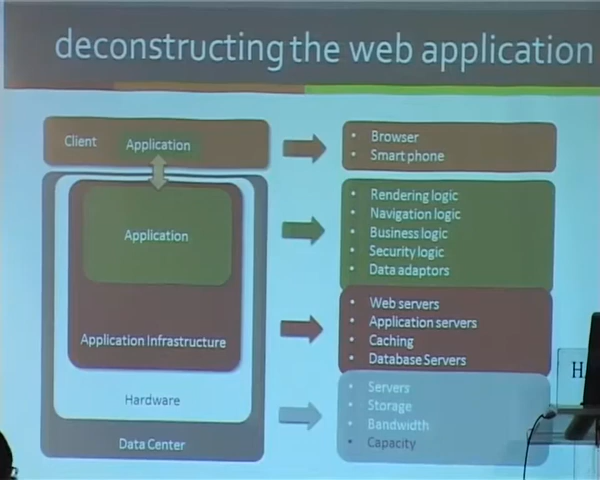 deconstructing the web application
Client
Application
• Browser
• Smart phone
Application
• Rendering logic
• Navigation logic
• Business logic
• Security logic
• Data adaptors
Application Infrastructure
• Web servers
• Application servers
• Caching
• Database Servers
Hardware
Data Center
• Servers
• Storage
• Bandwidth
• Capacity